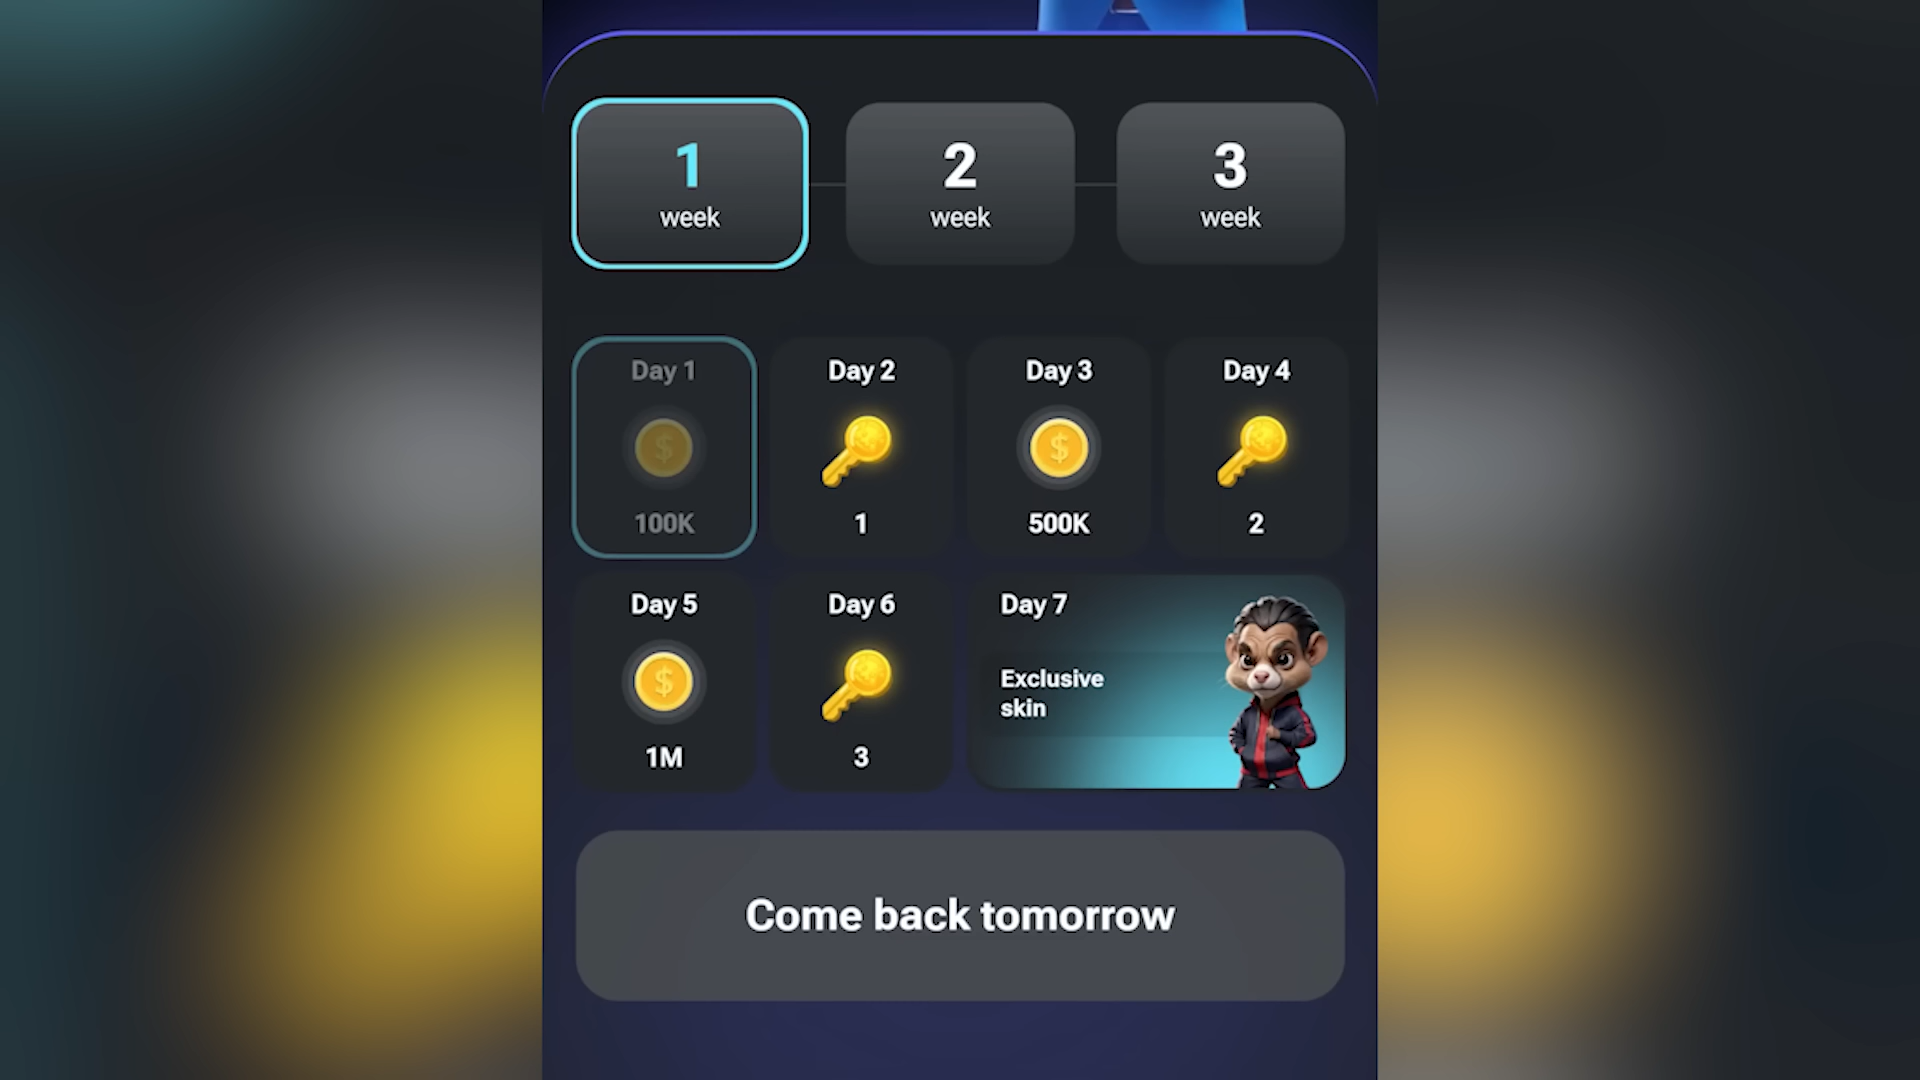 1
week
2
week
3
week
Day 1
100K
Day 2
1
Day 3
500K
Day 4
2
Day 5
1M
Day 6
3
Day 7
Exclusive
skin
Come back tomorrow